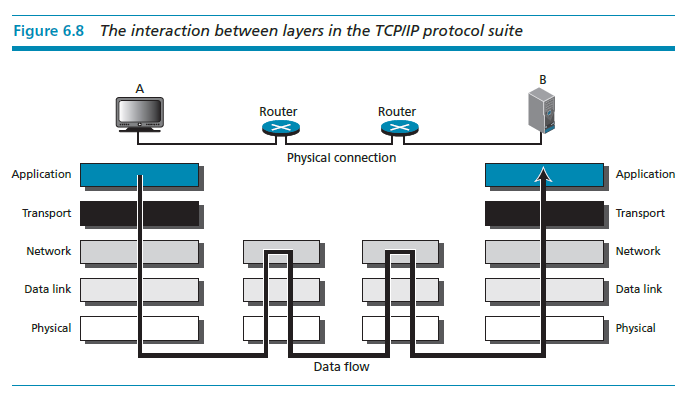 Figure 6.8 The interaction between layers in the TCP/IP protocol suite
A
B
Router
Router
Physical connection
Application
Application
Transport
Transport
Network
Network
Data link
Data link
Physical
Physical
Data flow